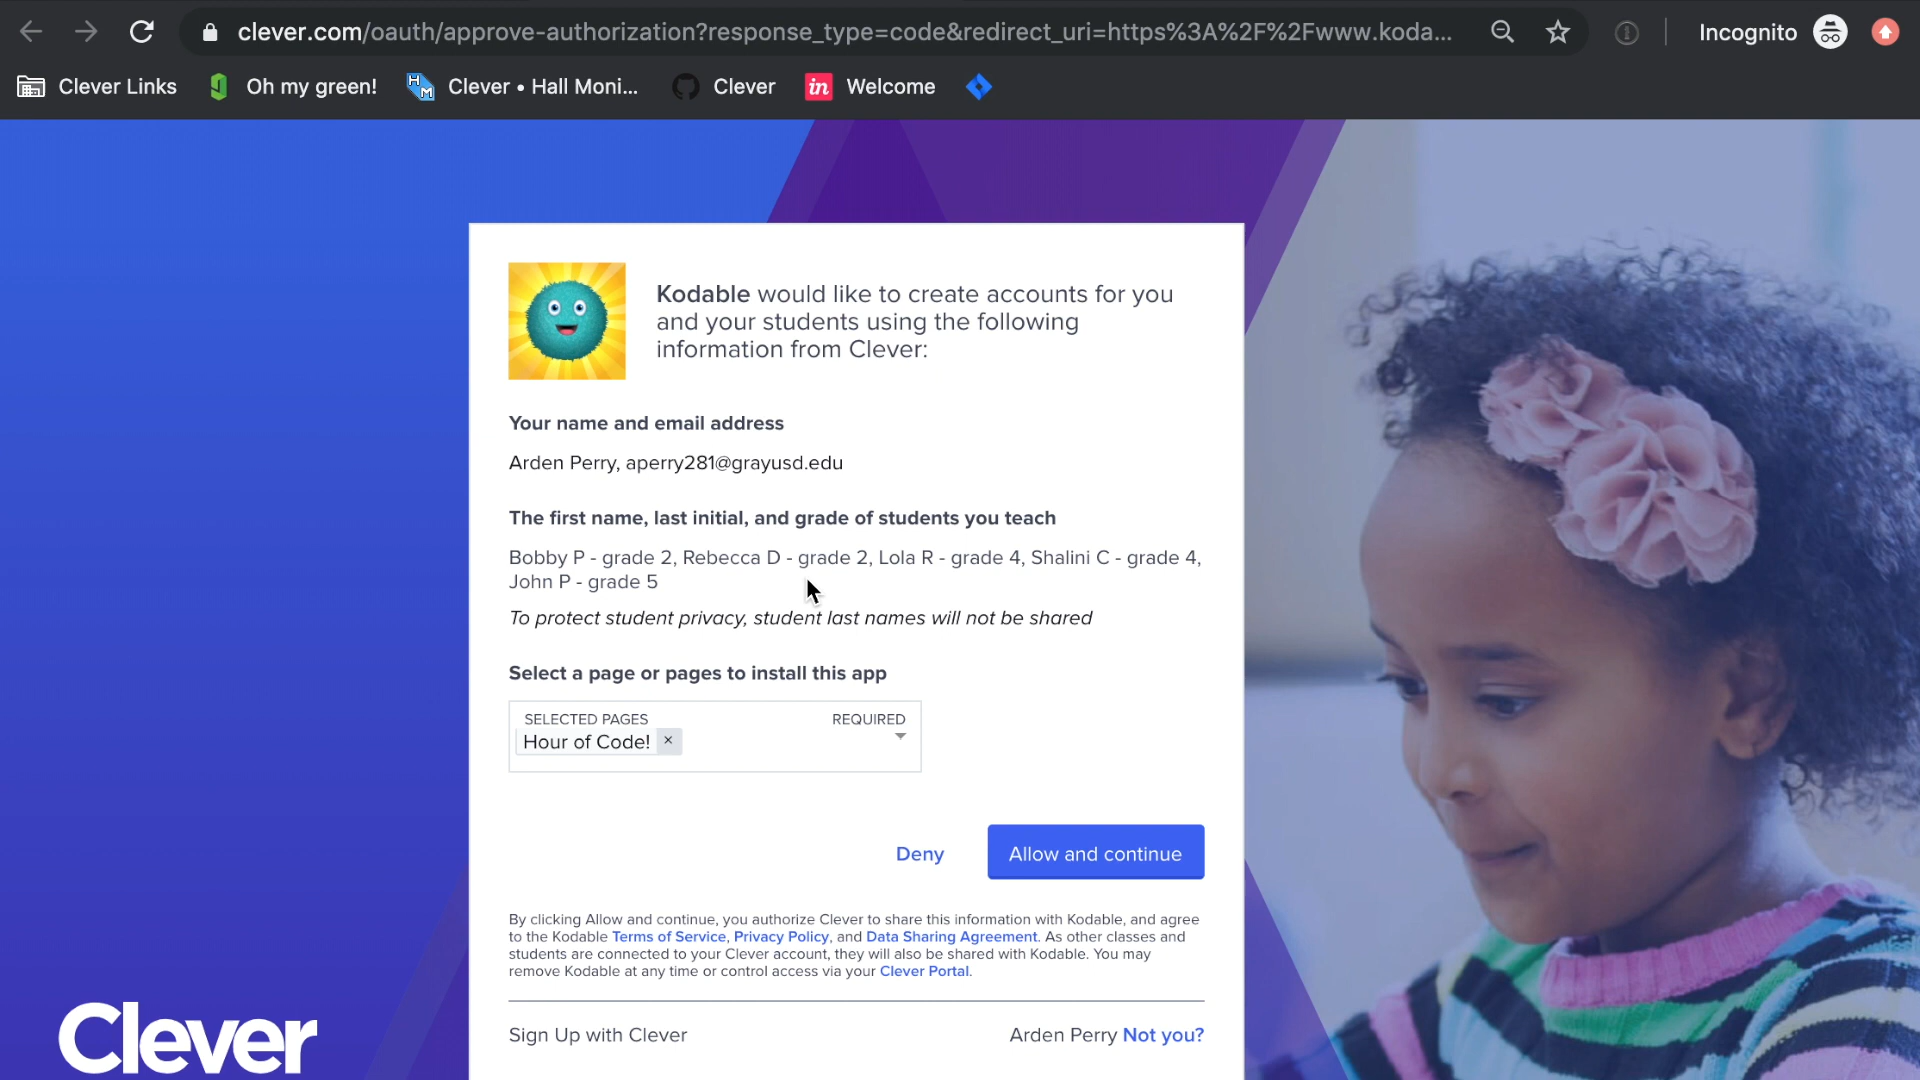 clever.com/oauth/approve-authorization?response_type=code&redirect_uri=https%3A%2F%2Fwww.koda...
Incognito
Clever Links
Oh my green!
HM
Clever • Hall Moni...
Clever
in
Welcome
Kodable would like to create accounts for you
and your students using the following
information from Clever:
Your name and email address
Arden Perry, aperry281@grayusd.edu
The first name, last initial, and grade of students you teach
Bobby P - grade 2, Rebecca D - grade 2, Lola R - grade 4, Shalini C - grade 4,
John P - grade 5
To protect student privacy, student last names will not be shared
Select a page or pages to install this app
SELECTED PAGES REQUIRED
Hour of Code! ×
Deny
Allow and continue
By clicking Allow and continue, you authorize Clever to share this information with Kodable, and agree
to the Kodable Terms of Service, Privacy Policy, and Data Sharing Agreement. As other classes and
students are connected to your Clever account, they will also be shared with Kodable. You may
remove Kodable at any time or control access via your Clever Portal.
Sign Up with Clever
Arden Perry Not you?
Clever